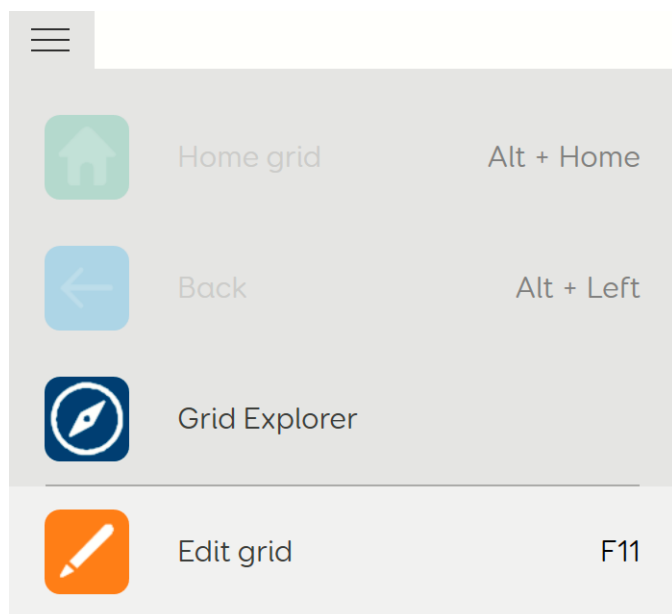 Home grid Alt + Home
Back Alt + Left
Grid Explorer
Edit grid F11